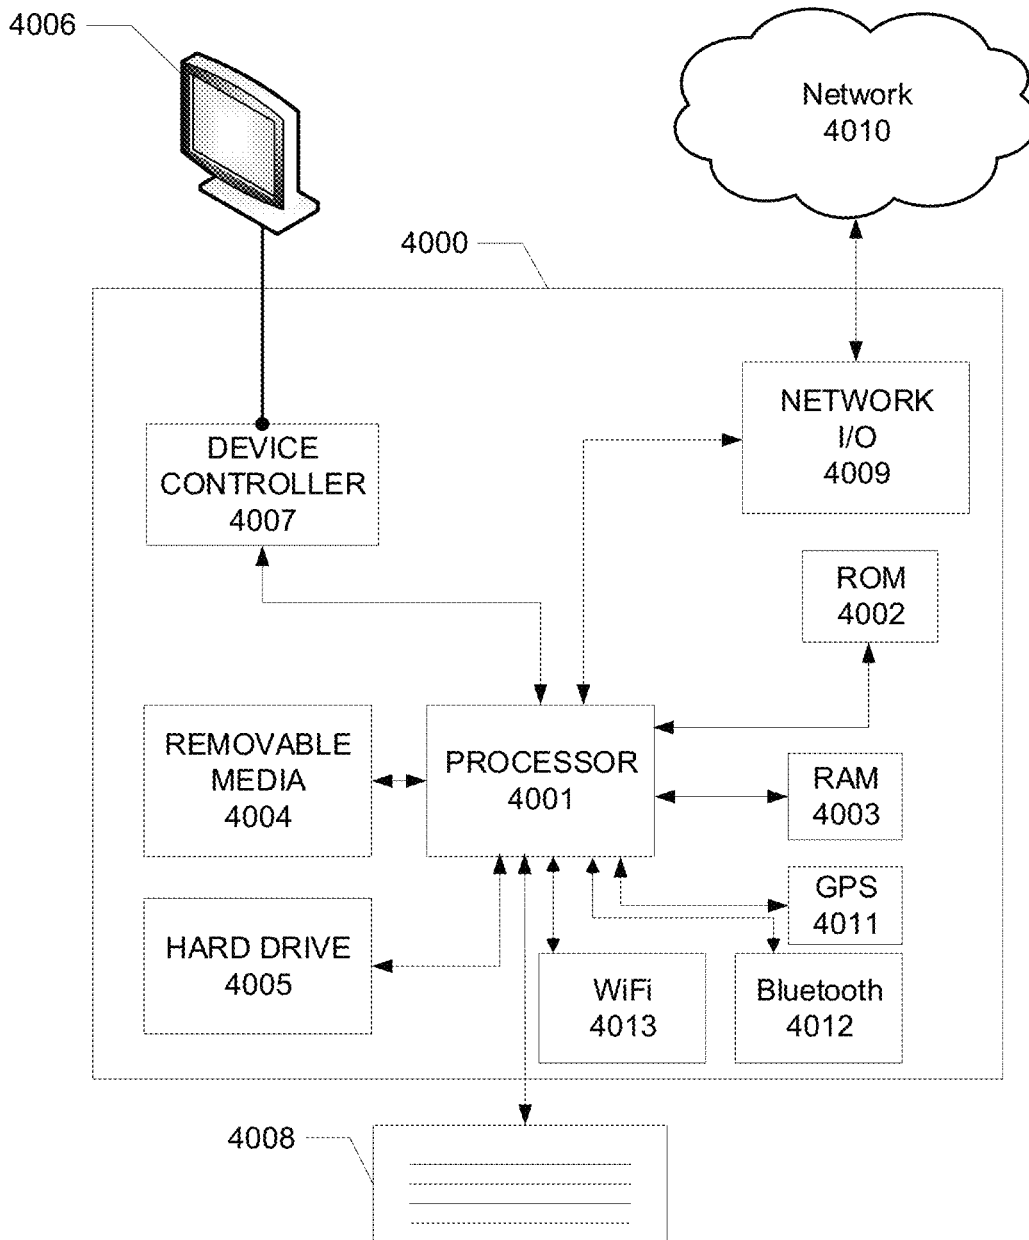 4006
Network
4010
4000
NETWORK
I/O
4009
DEVICE
CONTROLLER
4007
ROM
4002
REMOVABLE
MEDIA
4004
PROCESSOR
4001
RAM
4003
GPS
4011
HARD DRIVE
4005
WiFi
4013
Bluetooth
4012
4008